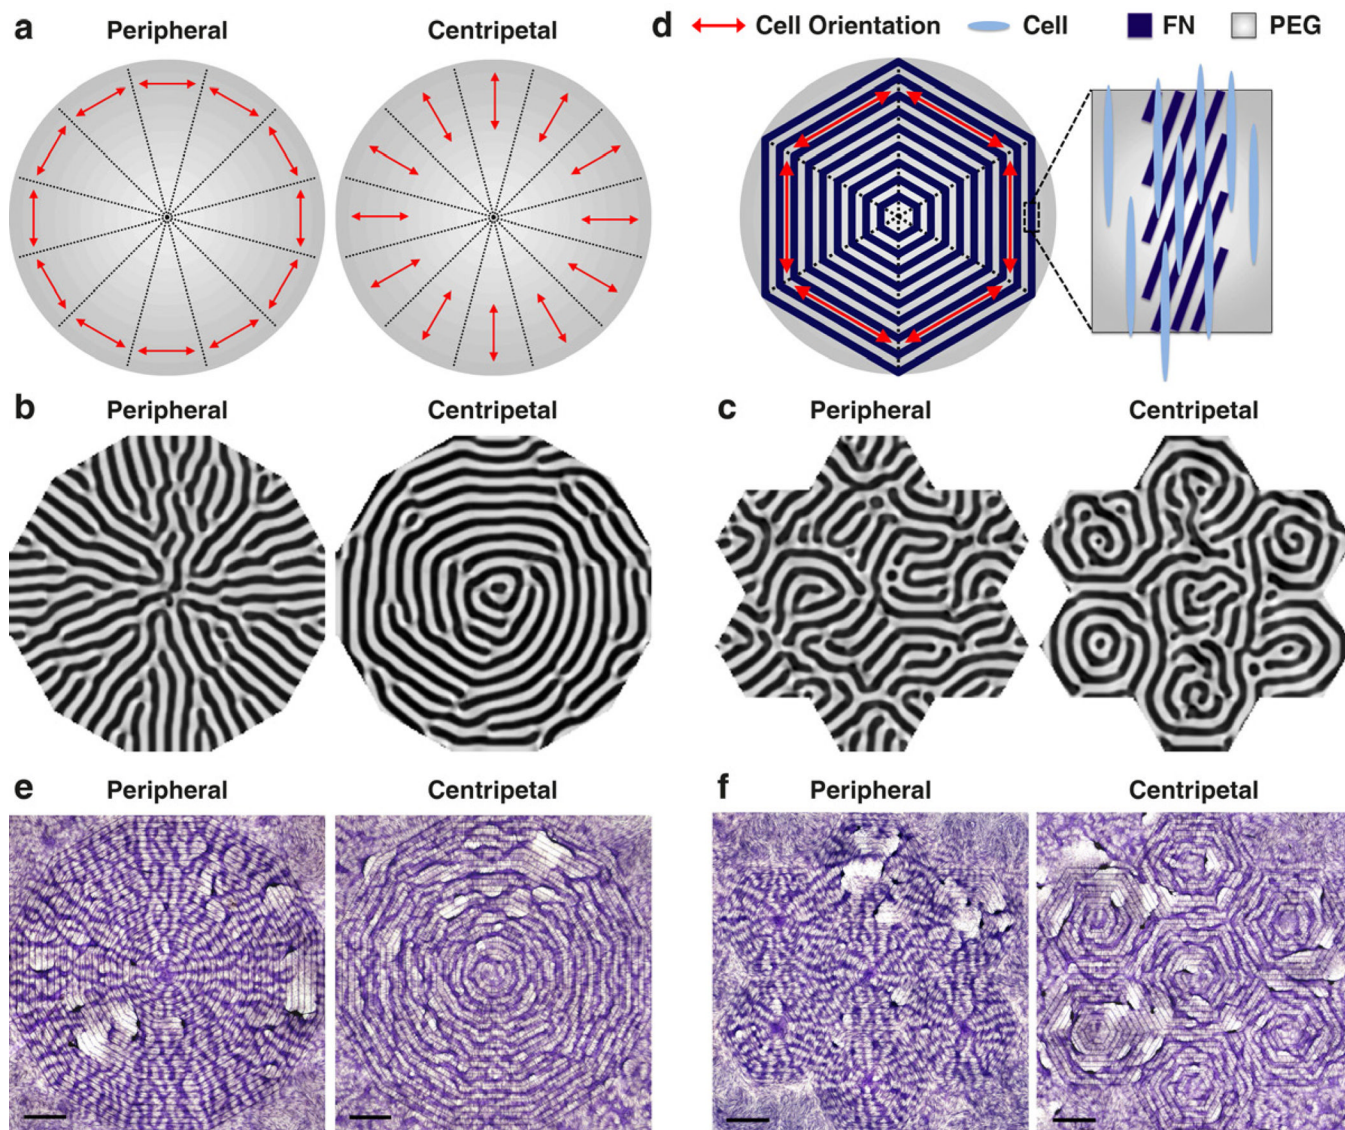 a Peripheral Centripetal
d Cell Orientation Cell FN PEG
b Peripheral Centripetal
c Peripheral Centripetal
e Peripheral Centripetal
f Peripheral Centripetal